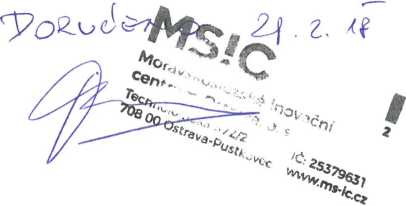 DORUČENO 21. 2. 18
MS!C
Moravskoslezské inovační
centrum a. s.
Technologická 372/2
708 00 Ostrava-Pustkovec
IČ: 25379631
www.ms-ic.cz
2